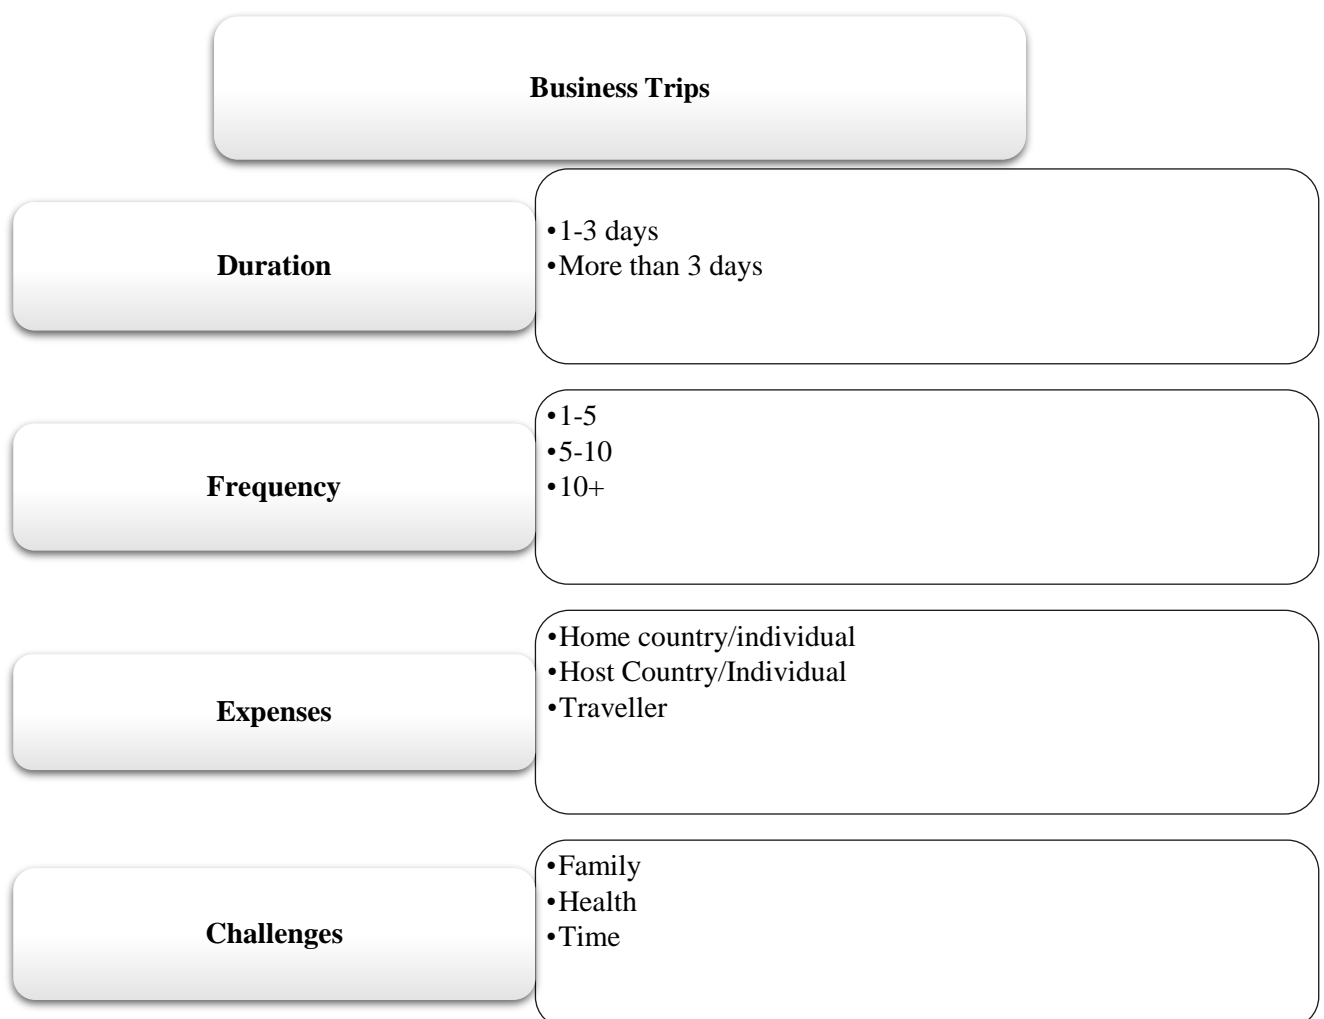 Business Trips
Duration
•1-3 days
•More than 3 days
Frequency
•1-5
•5-10
•10+
Expenses
•Home country/individual
•Host Country/Individual
•Traveller
Challenges
•Family
•Health
•Time